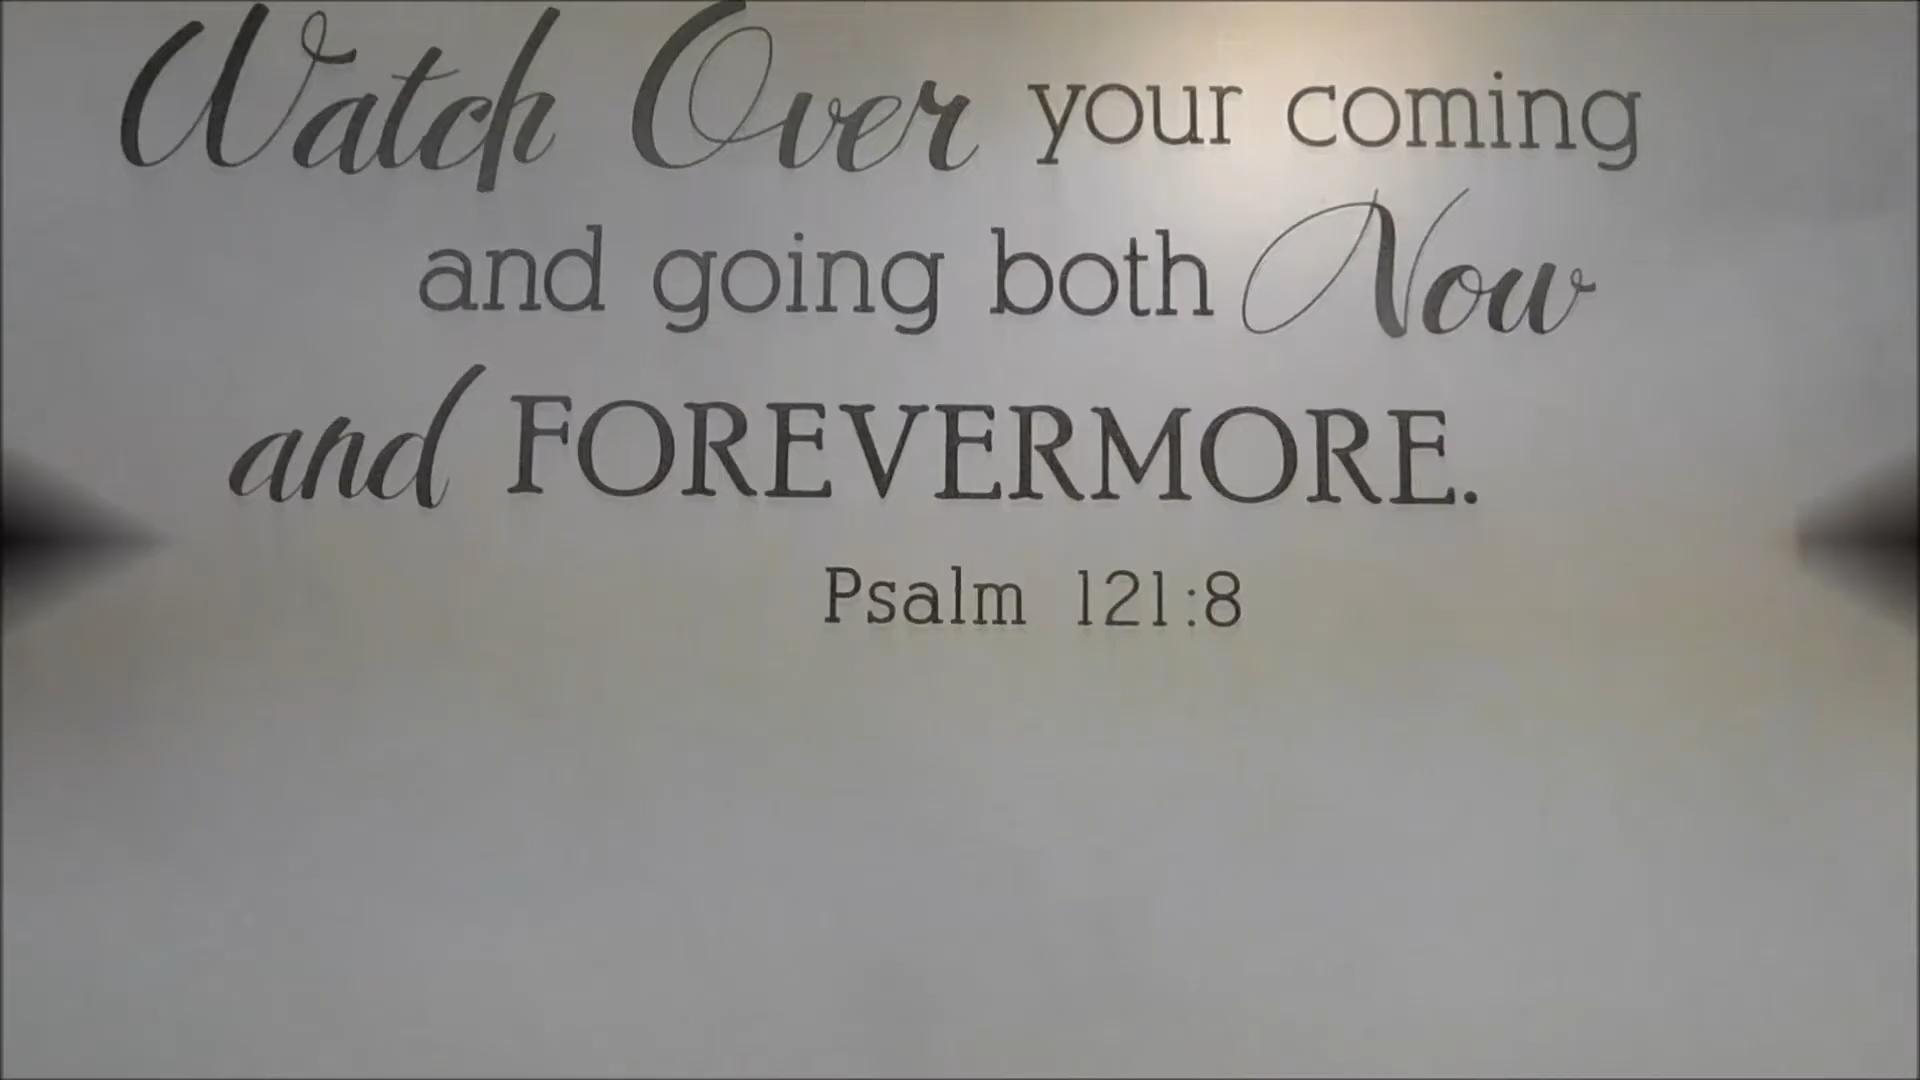 Watch Over your coming
and going both Now
and FOREVERMORE.
Psalm 121:8